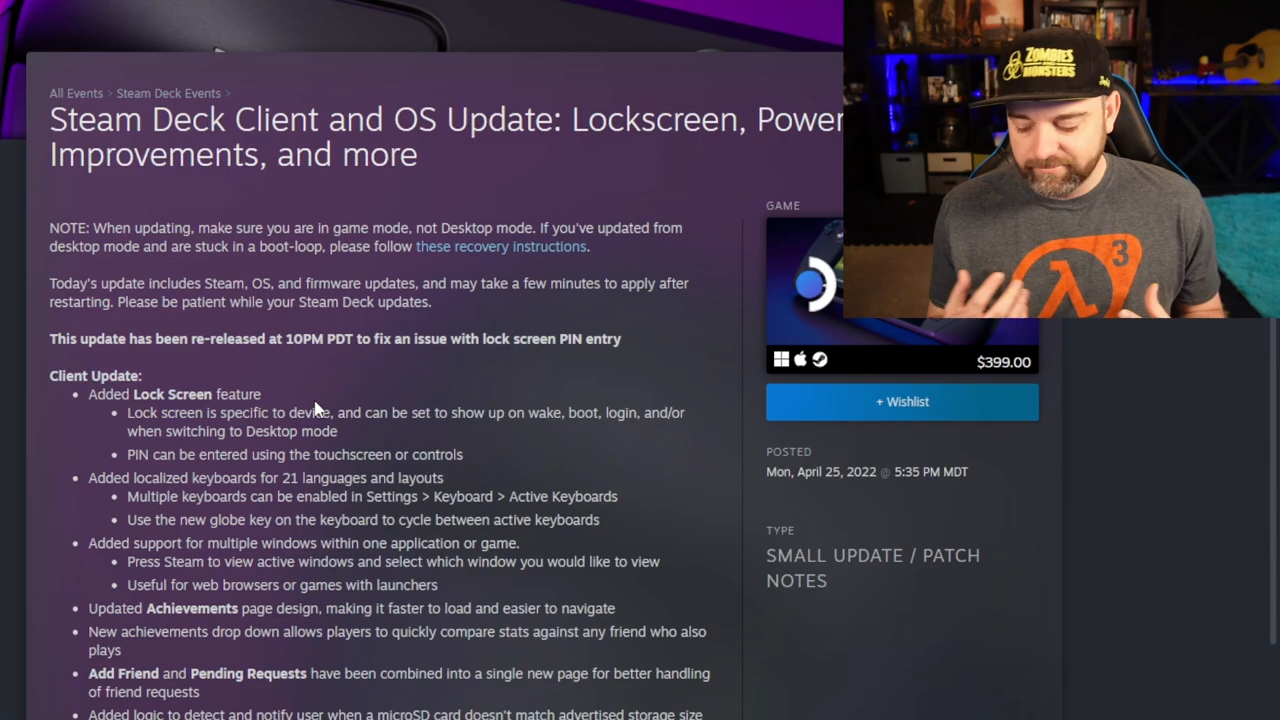 All Events > Steam Deck Events >
Steam Deck Client and OS Update: Lockscreen, Power
Improvements, and more
NOTE: When updating, make sure you are in game mode, not Desktop mode. If you've updated from
desktop mode and are stuck in a boot-loop, please follow these recovery instructions.
Today's update includes Steam, OS, and firmware updates, and may take a few minutes to apply after
restarting. Please be patient while your Steam Deck updates.
This update has been re-released at 10PM PDT to fix an issue with lock screen PIN entry
Client Update:
• Added Lock Screen feature
• Lock screen is specific to device, and can be set to show up on wake, boot, login, and/or
when switching to Desktop mode
• PIN can be entered using the touchscreen or controls
• Added localized keyboards for 21 languages and layouts
• Multiple keyboards can be enabled in Settings > Keyboard > Active Keyboards
• Use the new globe key on the keyboard to cycle between active keyboards
• Added support for multiple windows within one application or game.
• Press Steam to view active windows and select which window you would like to view
• Useful for web browsers or games with launchers
• Updated Achievements page design, making it faster to load and easier to navigate
• New achievements drop down allows players to quickly compare stats against any friend who also
plays
• Add Friend and Pending Requests have been combined into a single new page for better handling
of friend requests
• Added logic to detect and notify user when a microSD card doesn't match advertised storage size
GAME
$399.00
+ Wishlist
POSTED
Mon, April 25, 2022 @ 5:35 PM MDT
TYPE
SMALL UPDATE / PATCH
NOTES
ZOMBIES
MONSTERS
3